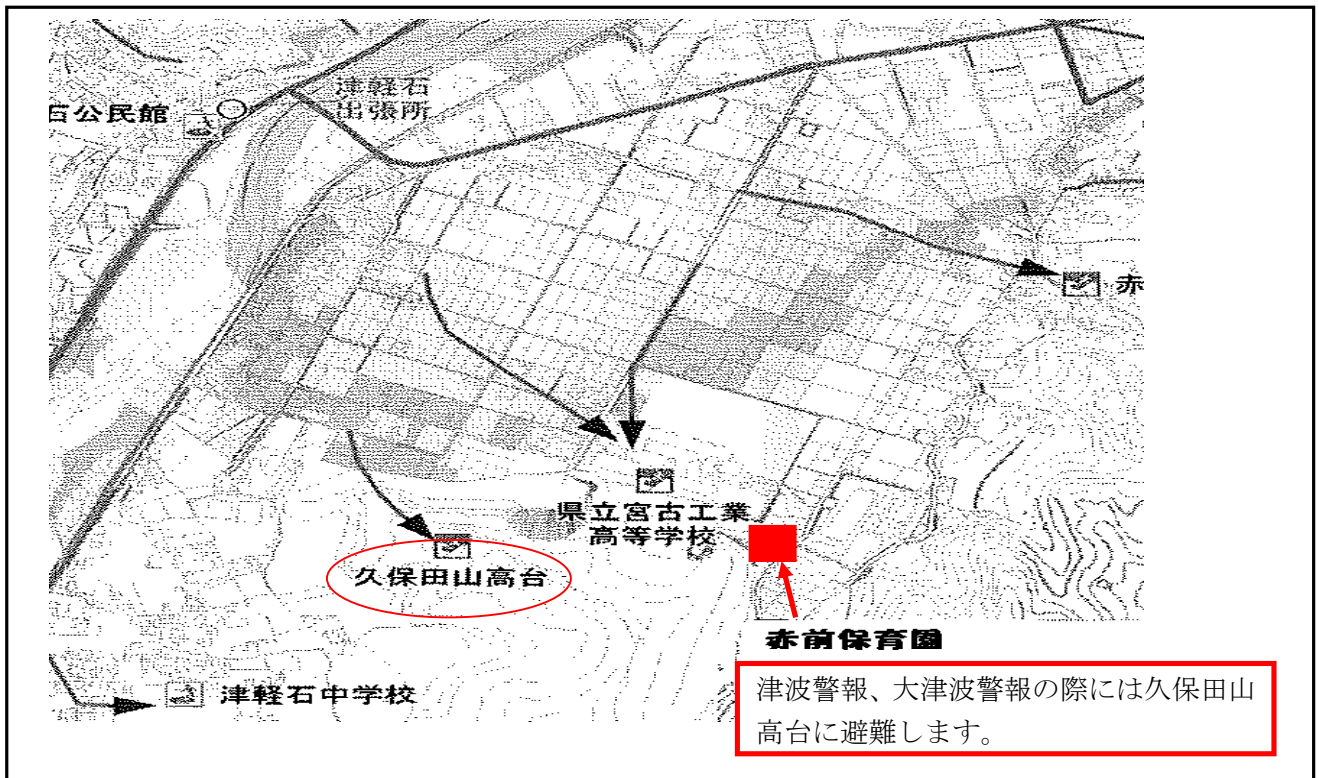 津軽石
出張所
石公民館
赤
県立宮古工業
高等学校
久保田山高台
赤前保育園
津軽石中学校
津波警報、大津波警報の際には久保田山
高台に避難します。